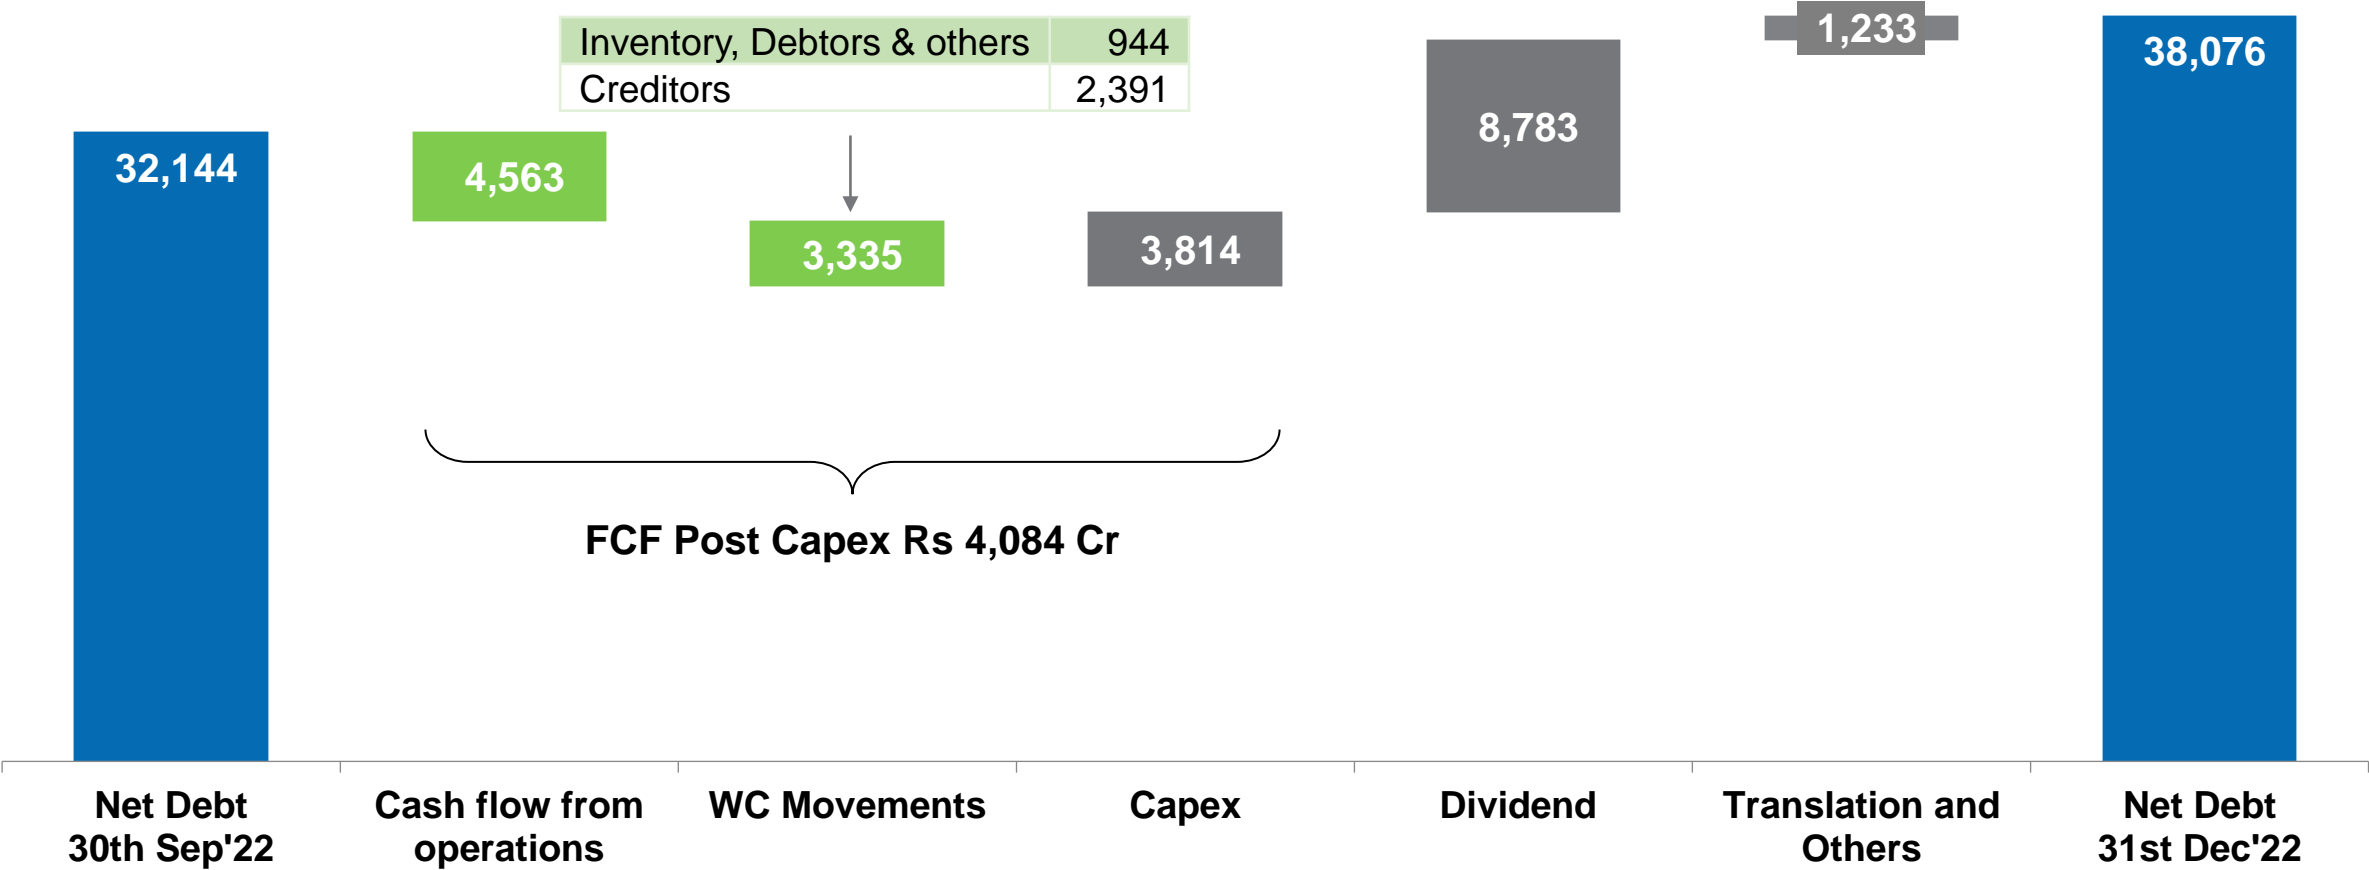 Inventory, Debtors & others 944
Creditors 2,391
32,144
4,563
3,335
3,814
8,783
1,233
38,076
FCF Post Capex Rs 4,084 Cr
Net Debt
30th Sep'22
Cash flow from
operations
WC Movements
Capex
Dividend
Translation and
Others
Net Debt
31st Dec'22